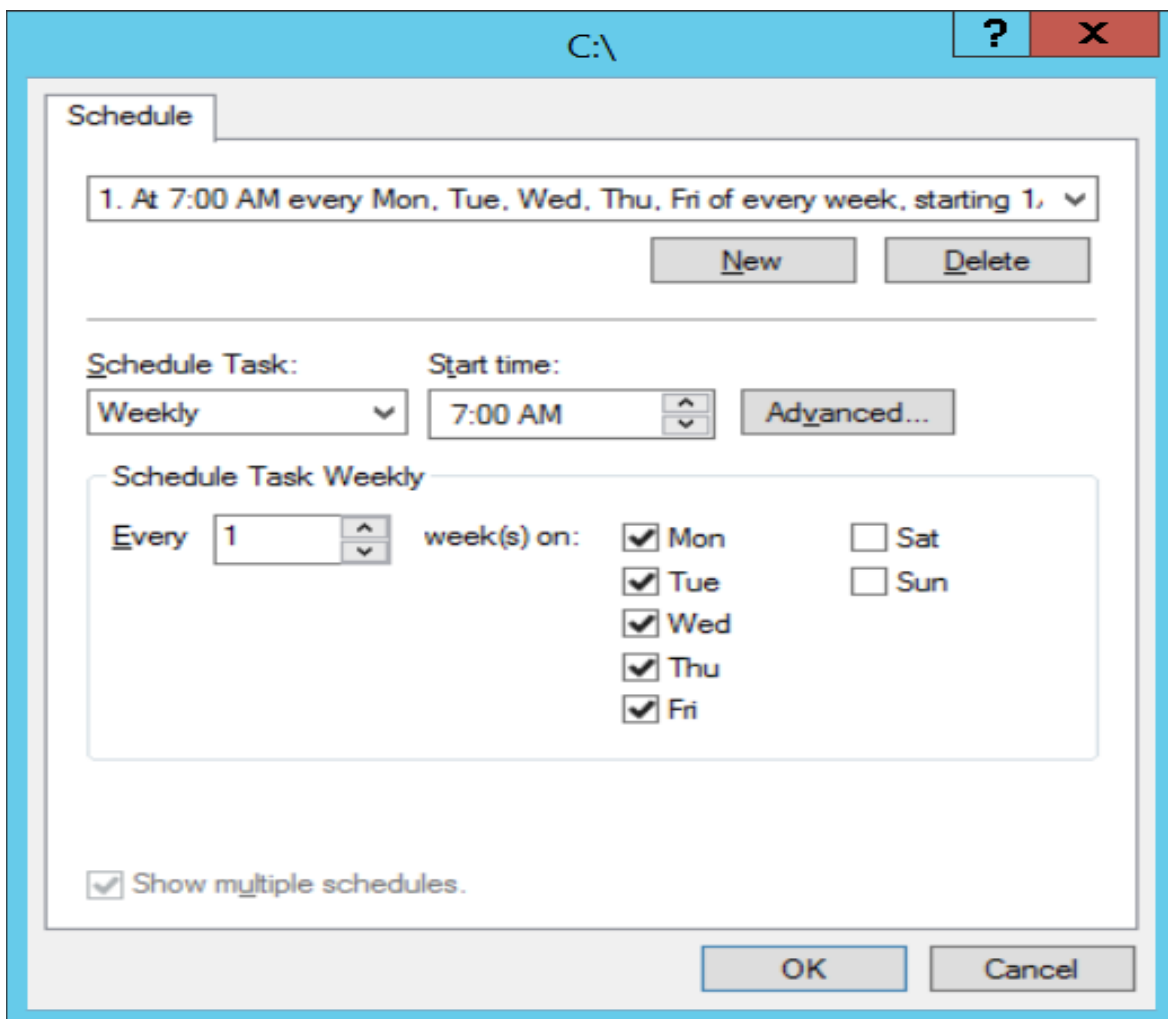 C:\
? X
Schedule
1. At 7:00 AM every Mon, Tue, Wed, Thu, Fri of every week, starting 1/
New Delete
Schedule Task: Start time:
Weekly 7:00 AM Advanced...
Schedule Task Weekly
Every 1 week(s) on: Mon Sat
Tue Sun
Wed
Thu
Fri
Show multiple schedules.
OK Cancel